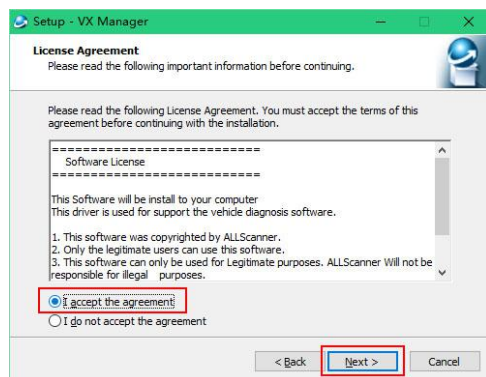 Setup - VX Manager
License Agreement
Please read the following important information before continuing.
Please read the following License Agreement. You must accept the terms of this
agreement before continuing with the installation.
============================
Software License
============================
This Software will be install to your computer
This driver is used for support the vehicle diagnosis software.
1. This software was copyrighted by ALLScanner.
2. Only the legitimate users can use this software.
3. This software can only be used for Legitimate purposes. ALLScanner Will not be
responsible for illegal purposes.
I accept the agreement
I do not accept the agreement
< Back
Next >
Cancel